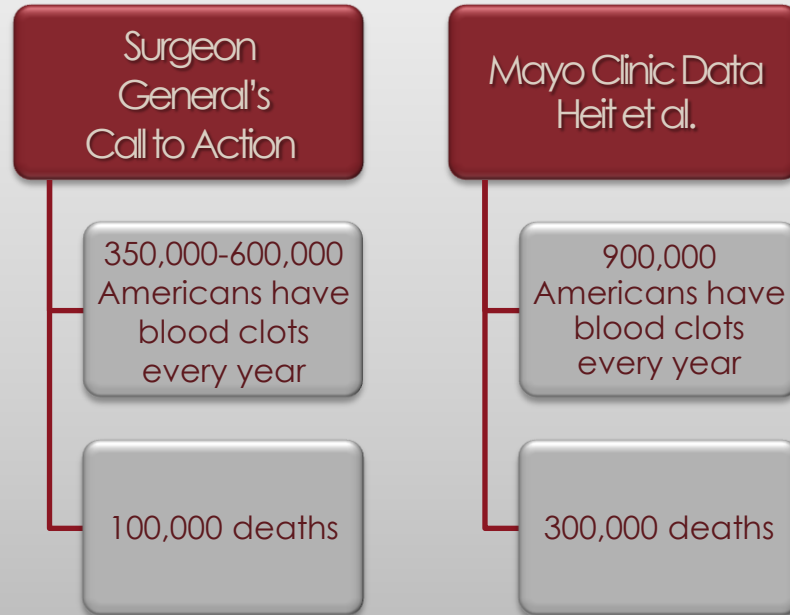 Surgeon
General's
Call to Action
350,000-600,000
Americans have
blood clots
every year
100,000 deaths
Mayo Clinic Data
Heit et al.
900,000
Americans have
blood clots
every year
300,000 deaths